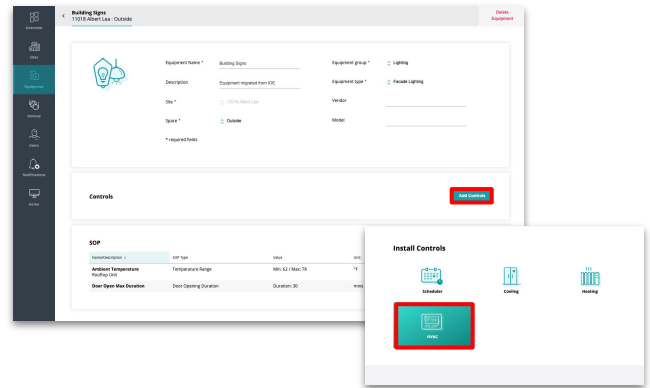 Building Signs
11018 Albert Lea : Outside
Delete
Equipment
Overview
Sites
Equipment
Devices
Users
Notifications
Home
Equipment Name * Building Signs Equipment group * Lighting
Description Equipment migrated from IOE Equipment type * Facade Lighting
Site * 11018 Albert Lea Vendor
Space * Outside Model
* required fields
Controls Add Controls
SOP
Name/Description SOP Type Value Unit
Ambient Temperature Temperature Range Min: 62 / Max: 78 °F
Rooftop Unit
Door Open Max Duration Door Opening Duration Duration: 30 mins
Install Controls
Scheduler Cooling Heating
HVAC